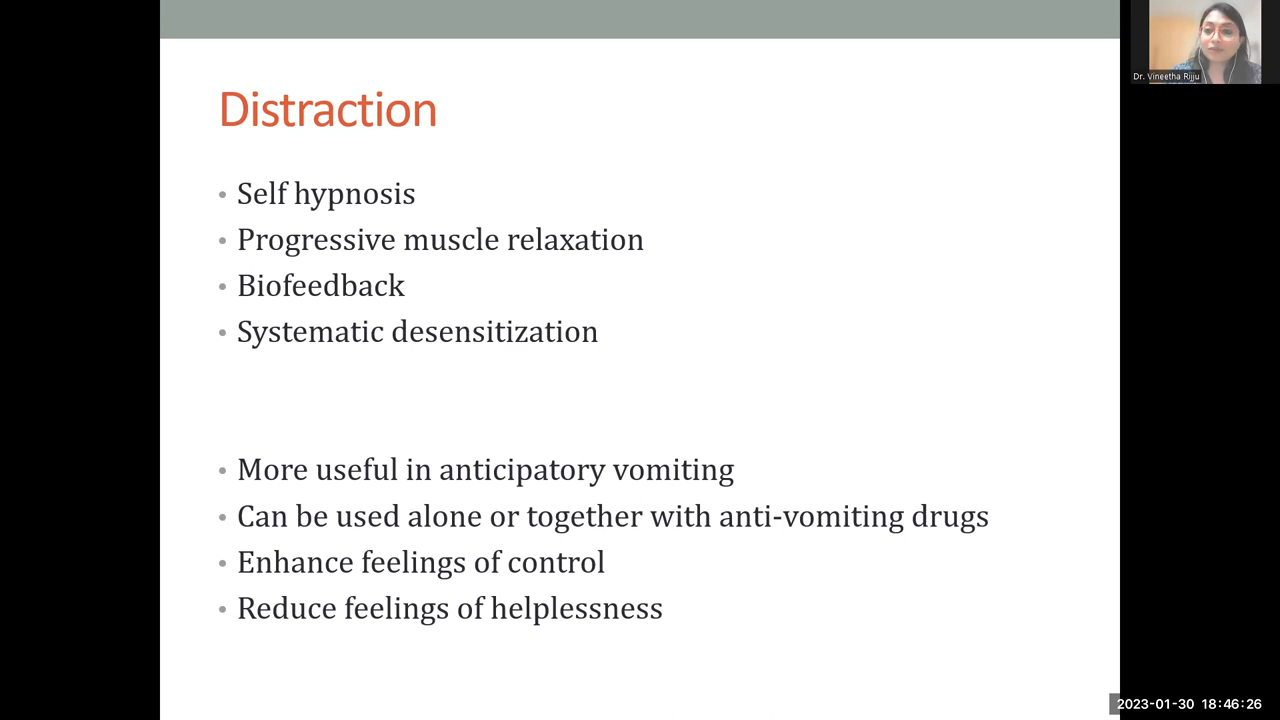 Distraction
• Self hypnosis
• Progressive muscle relaxation
• Biofeedback
• Systematic desensitization
• More useful in anticipatory vomiting
• Can be used alone or together with anti-vomiting drugs
• Enhance feelings of control
• Reduce feelings of helplessness
Dr. Vineetha Rijju
2023-01-30 18:46:26